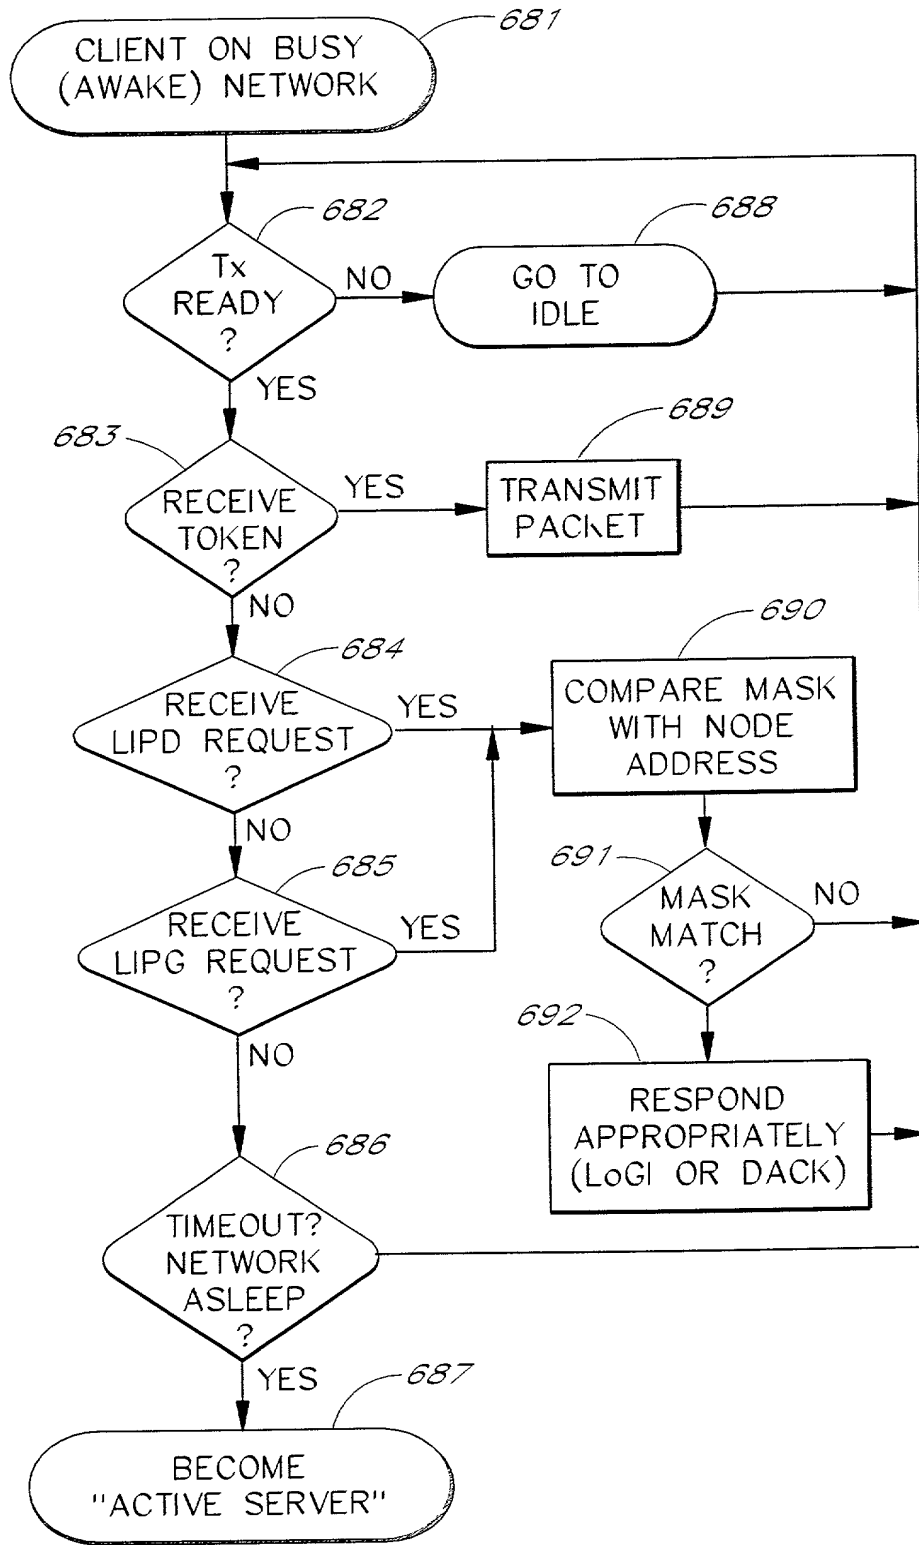 681
CLIENT ON BUSY
(AWAKE) NETWORK
682
Tx
READY
?
NO
688
GO TO
IDLE
YES
683
RECEIVE
TOKEN
?
YES
689
TRANSMIT
PACKET
NO
684
RECEIVE
LIPD REQUEST
?
YES
690
COMPARE MASK
WITH NODE
ADDRESS
NO
685
RECEIVE
LIPG REQUEST
?
YES
691
MASK
MATCH
?
NO
NO
692
RESPOND
APPROPRIATELY
(LoGI OR DACK)
686
TIMEOUT?
NETWORK
ASLEEP
?
YES
687
BECOME
"ACTIVE SERVER"